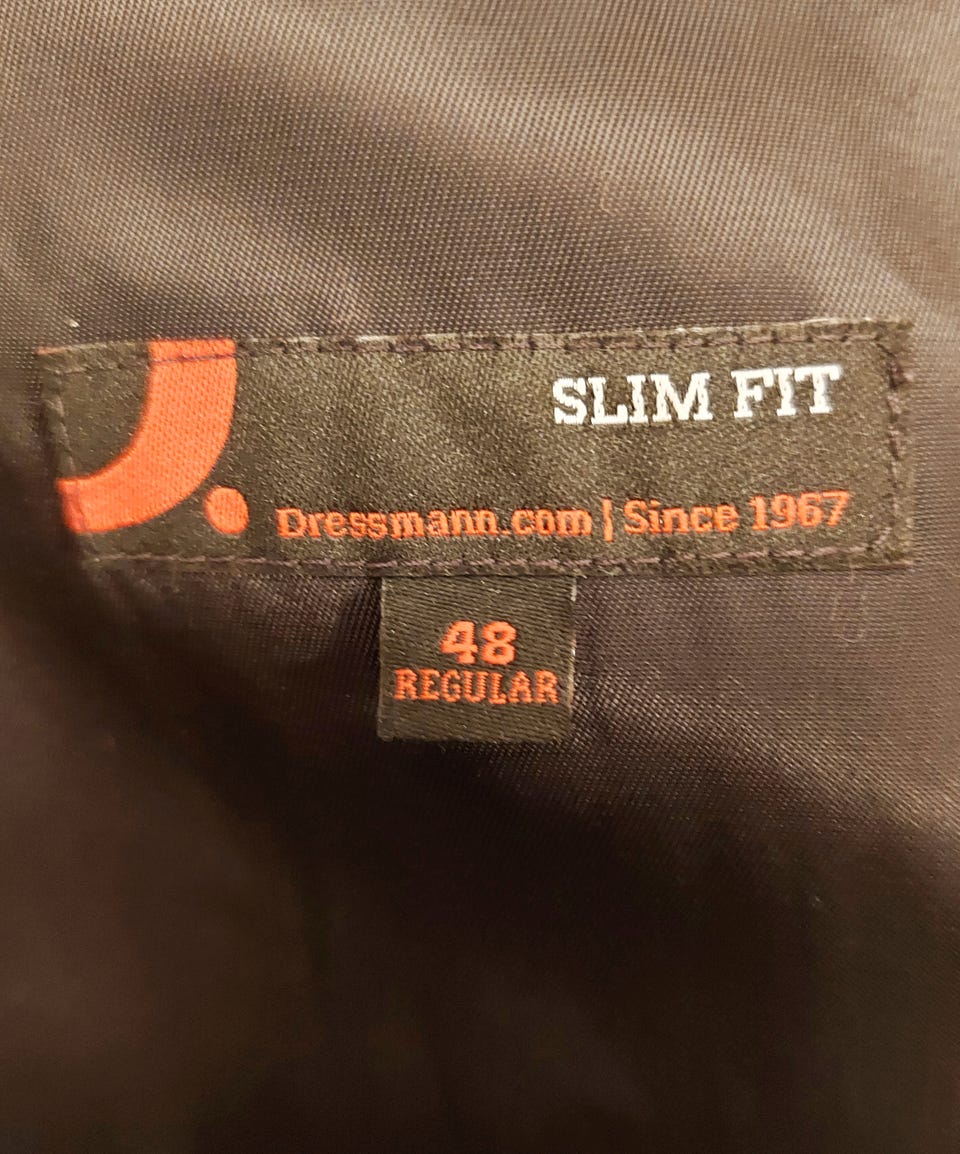 SLIM FIT
Dressmann.com | Since 1967
48
REGULAR